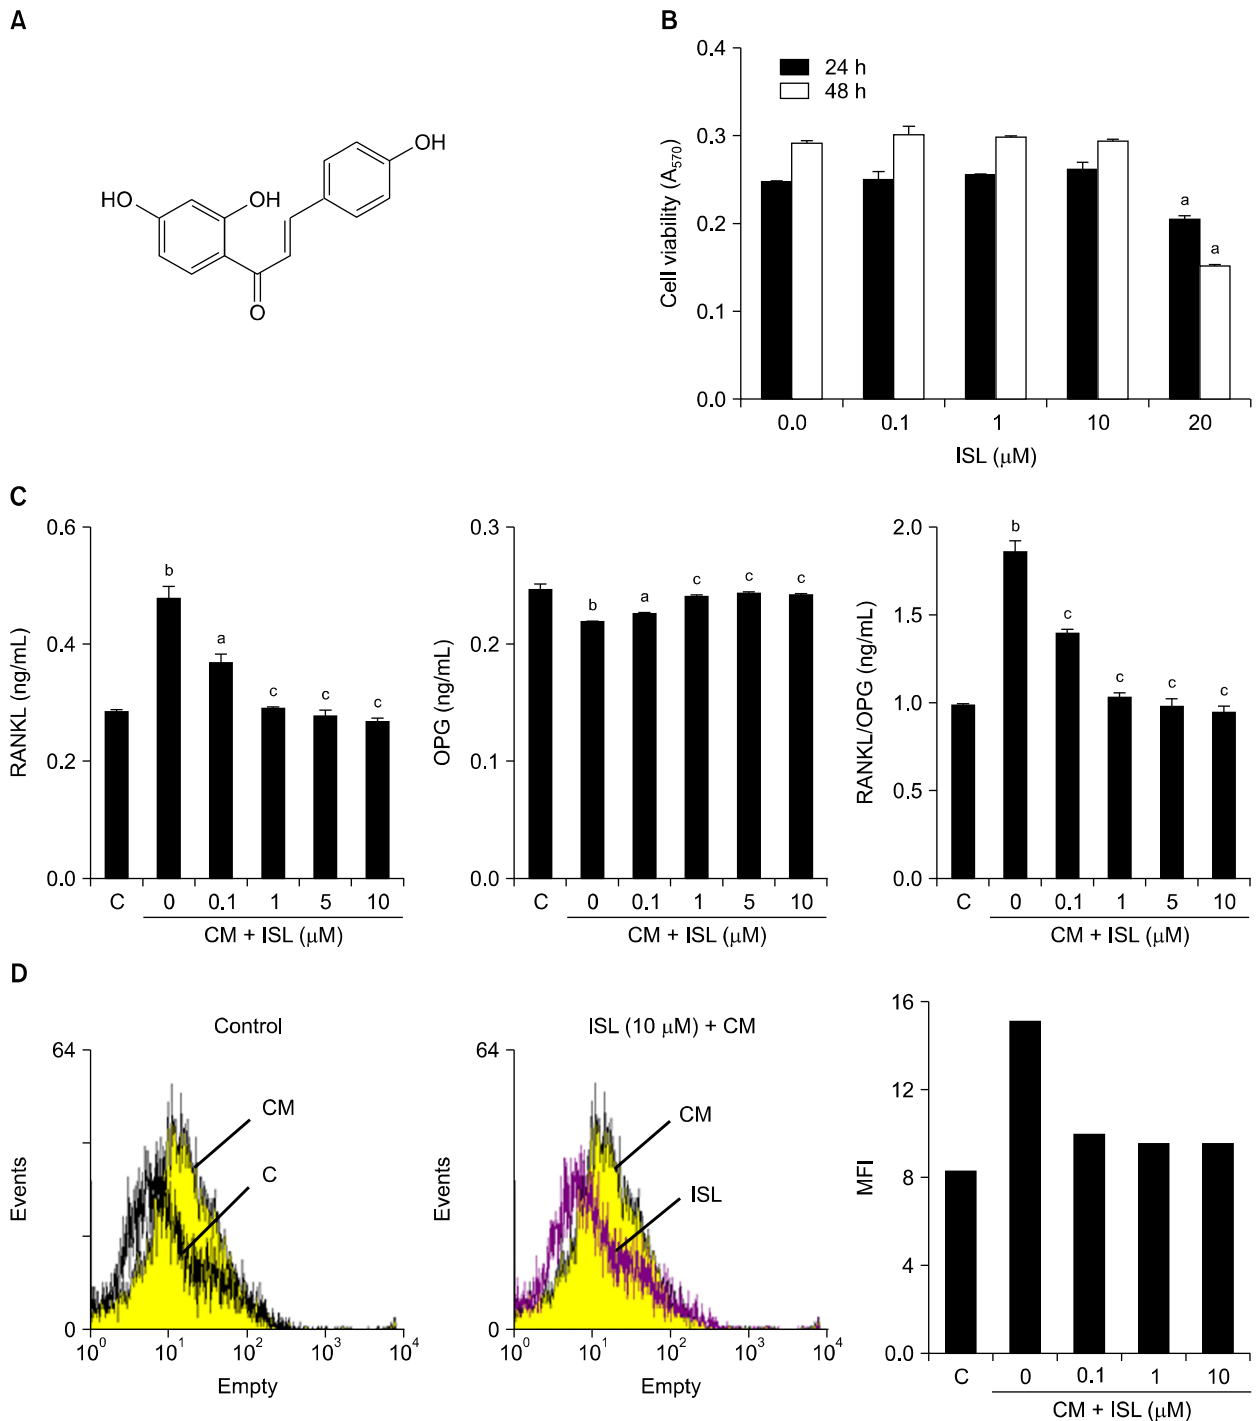 A
OH
HO
OH
O
B
0.4
0.3
0.2
0.1
0.0
Cell viability (A570)
24 h
48 h
a
a
0.0 0.1 1 10 20
ISL (μM)
C
0.6
0.4
0.2
0.0
RANKL (ng/mL)
b
a
c
c
c
C 0 0.1 1 5 10
CM + ISL (μM)
0.3
0.2
0.1
0.0
OPG (ng/mL)
b
a
c
c
c
C 0 0.1 1 5 10
CM + ISL (μM)
2.0
1.5
1.0
0.5
0.0
RANKL/OPG (ng/mL)
b
c
c
c
c
C 0 0.1 1 5 10
CM + ISL (μM)
D
Control
64
0
Events
CM
C
10^0 10^1 10^2 10^3 10^4
Empty
ISL (10 μM) + CM
64
0
Events
CM
ISL
10^0 10^1 10^2 10^3 10^4
Empty
16
12
8
4
0.0
MFI
C 0 0.1 1 10
CM + ISL (μM)